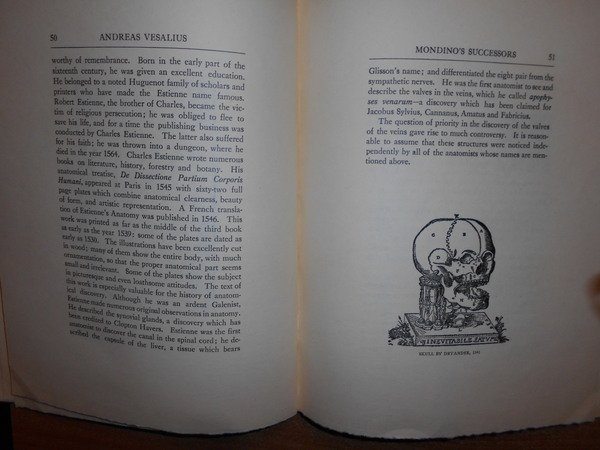 50 ANDREAS VESALIUS
worthy of remembrance. Born in the early part of the
sixteenth century, he was given an excellent education.
He belonged to a noted Huguenot family of scholars and
printers who have made the Estienne name famous.
Robert Estienne, the brother of Charles, became the vic-
tim of religious persecution; he was obliged to flee to
save his life, and for a time the publishing business was
conducted by Charles Estienne. The latter also suffered
for his faith; he was thrown into a dungeon, where he
died in the year 1564. Charles Estienne wrote numerous
books on literature, history, forestry and botany. His
anatomical treatise, De Dissectione Partium Corporis
Humani, appeared at Paris in 1545 with sixty-two full
page plates which combine anatomical clearness, beauty
of form, and artistic representation. A French transla-
tion of Estienne's Anatomy was published in 1546. This
work was printed as far as the middle of the third book
as early as the year 1539: some of the plates are dated as
early as 1530. The illustrations have been excellently cut
in wood; many of them show the entire body, with much
ornamentation, so that the proper anatomical part seems
small and irrelevant. Some of the plates show the subject
in picturesque and even loathsome attitudes. The text of
this work is especially valuable for the history of anatom-
ical discovery. Although he was an ardent Galenist,
Estienne made numerous original observations in anatomy.
He described the synovial glands, a discovery which has
been credited to Clopton Havers. Estienne was the first
anatomist to discover the canal in the spinal cord; he de-
scribed the capsule of the liver, a tissue which bears
MONDINO'S SUCCESSORS 51
Glisson's name; and differentiated the eight pair from the
sympathetic nerves. He was the first anatomist to see and
describe the valves in the veins, which he called apophy-
ses venarum—a discovery which has been claimed for
Jacobus Sylvius, Cannanus, Amatus and Fabricius.
The question of priority in the discovery of the valves
of the veins gave rise to much controversy. It is reason-
able to assume that these structures were noticed inde-
pendently by all of the anatomists whose names are men-
tioned above.
INEVITABILE FATUM
SKULL BY DRYANDER, 1541